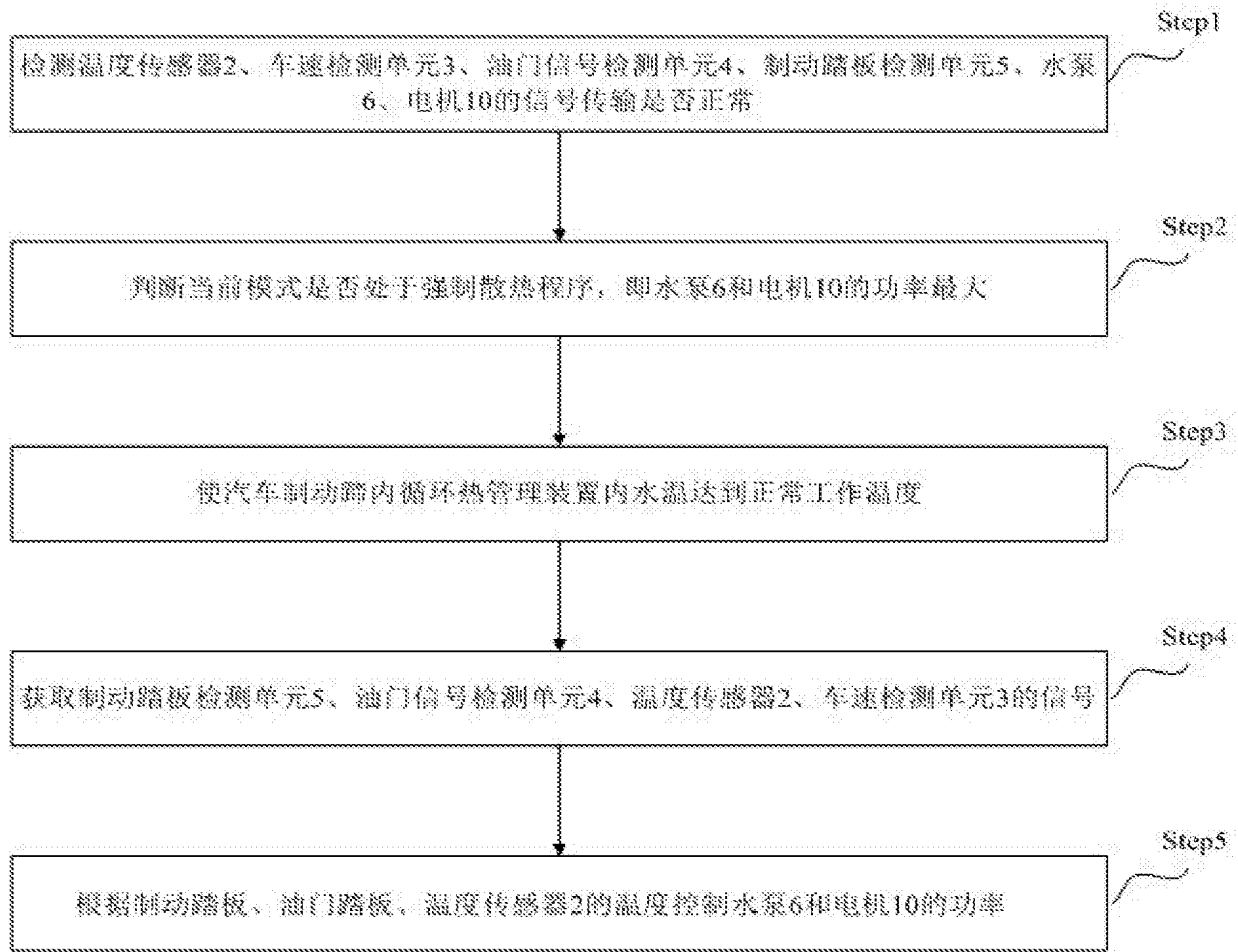 Step1
检测温度传感器2、车速检测单元3、油门信号检测单元4、制动踏板检测单元5、水泵
6、电机10的信号传输是否正常
Step2
判断当前模式是否处于强制散热程序，即水泵6和电机10的功率最大
Step3
使汽车制动蹄内循环热管理装置内水温达到正常工作温度
Step4
获取制动踏板检测单元5、油门信号检测单元4、温度传感器2、车速检测单元3的信号
Step5
根据制动踏板、油门踏板、温度传感器2的温度控制水泵6和电机10的功率